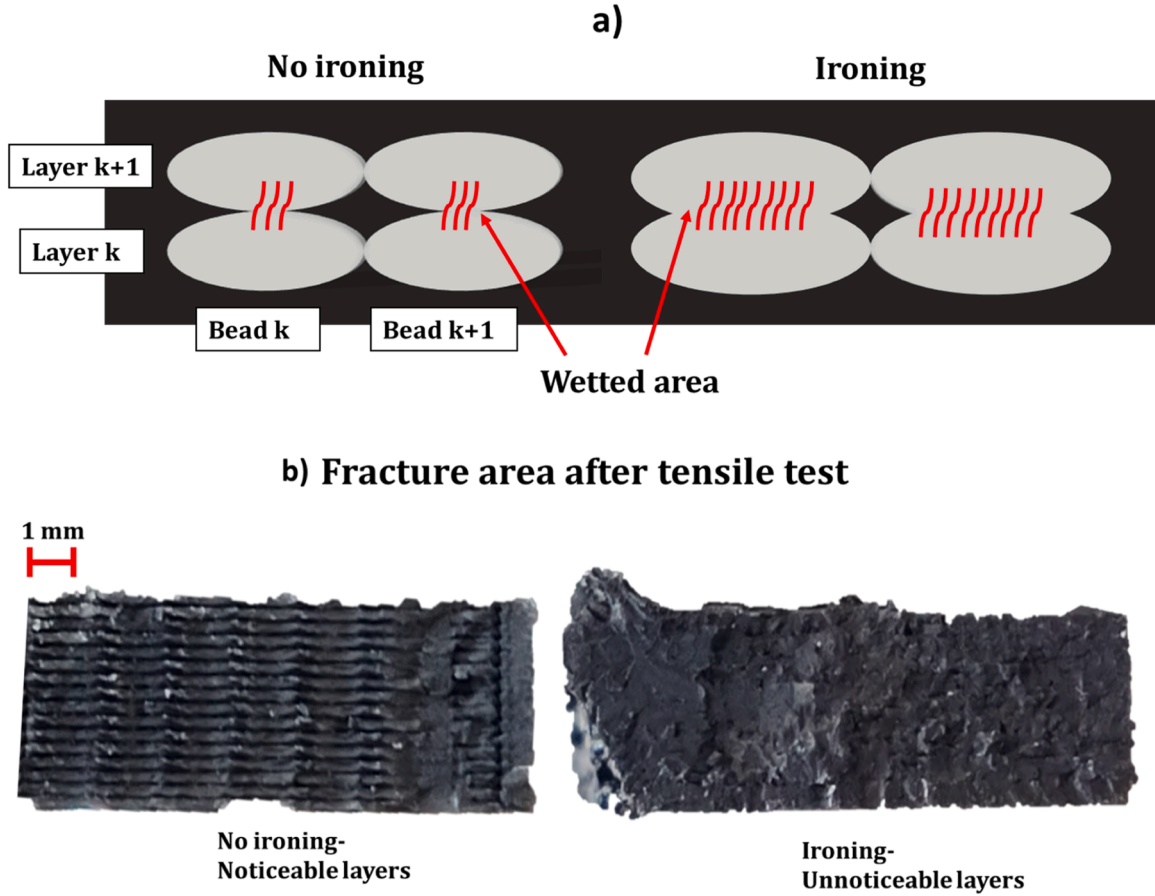 a)
No ironing
Ironing
Layer k+1
Layer k
Bead k
Bead k+1
Wetted area
b) Fracture area after tensile test
1 mm
No ironing-
Noticeable layers
Ironing-
Unnoticeable layers